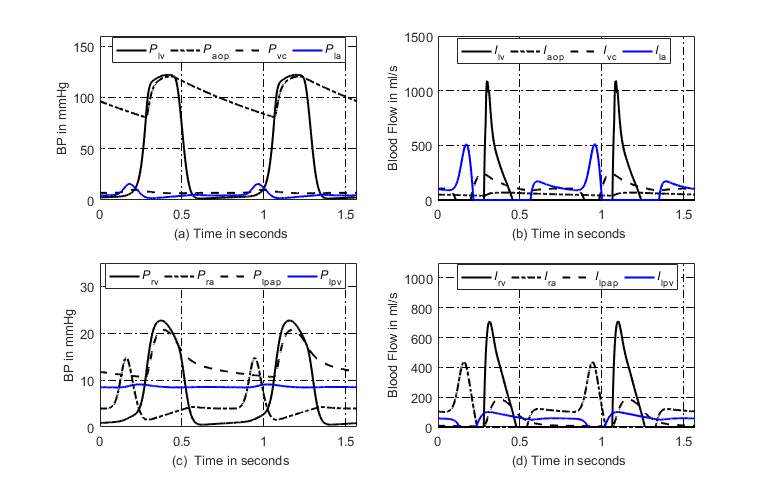 P_lv P_aop P_vc P_la
150
100
50
0
BP in mmHg
0 0.5 1 1.5
(a) Time in seconds
I_lv I_aop I_vc I_la
1500
1000
500
0
Blood Flow in ml/s
0 0.5 1 1.5
(b) Time in seconds
P_rv P_ra P_lpap P_lpv
30
20
10
0
BP in mmHg
0 0.5 1 1.5
(c) Time in seconds
I_rv I_ra I_lpap I_lpv
1000
800
600
400
200
0
Blood Flow in ml/s
0 0.5 1 1.5
(d) Time in seconds